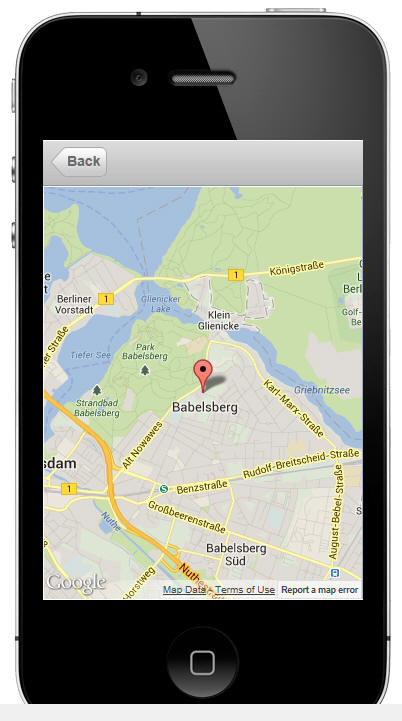 Back
1
Königstraße
Berliner
Vorstadt
1
Glienicker
Lake
Klein
Glienicke
Tiefer See
Park
Babelsberg
Griebnitzsee
Strandbad
Babelsberg
Babelsberg
Karl-Marx-Straße
Alt Nowawes
sdam
Rudolf-Breitscheid-Straße
S
Benzstraße
1
Großbeerenstraße
August-Bebel-Straße
Nuthe
Babelsberg
Süd
Horstweg
Google
Map Data
Terms of Use
Report a map error